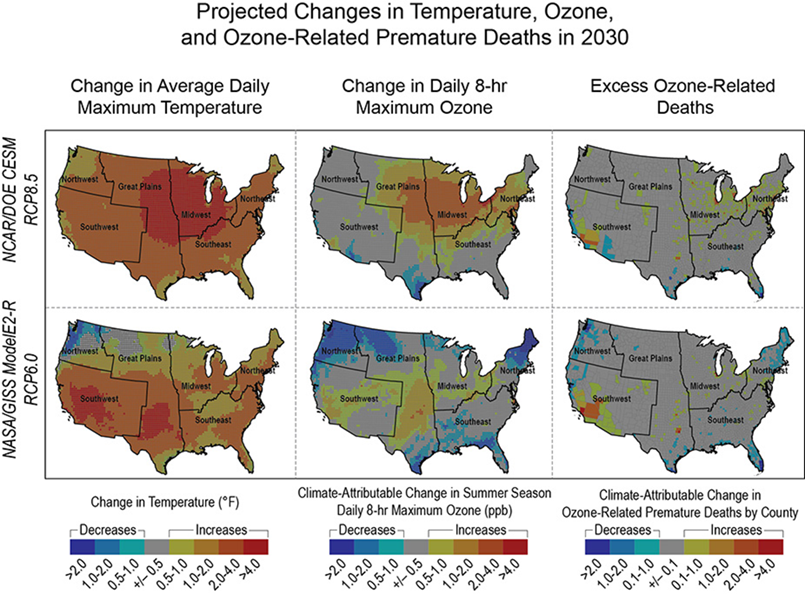 Projected Changes in Temperature, Ozone,
and Ozone-Related Premature Deaths in 2030
Change in Average Daily
Maximum Temperature
Change in Daily 8-hr
Maximum Ozone
Excess Ozone-Related
Deaths
NCAR/DOE CESM
RCP8.5
Northwest
Great Plains
Midwest
Northeast
Southwest
Southeast
Northwest
Great Plains
Midwest
Northeast
Southwest
Southeast
Northwest
Great Plains
Midwest
Northeast
Southwest
Southeast
NASA/GISS ModelE2-R
RCP6.0
Northwest
Great Plains
Midwest
Northeast
Southwest
Southeast
Northwest
Great Plains
Midwest
Northeast
Southwest
Southeast
Northwest
Great Plains
Midwest
Northeast
Southwest
Southeast
Change in Temperature (°F)
Decreases
Increases
>2.0
1.0-2.0
0.5-1.0
+/- 0.5
0.5-1.0
1.0-2.0
2.0-4.0
>4.0
Climate-Attributable Change in Summer Season
Daily 8-hr Maximum Ozone (ppb)
Decreases
Increases
>2.0
1.0-2.0
0.5-1.0
+/- 0.5
0.5-1.0
1.0-2.0
2.0-4.0
>4.0
Climate-Attributable Change in
Ozone-Related Premature Deaths by County
Decreases
Increases
>2.0
1.0-2.0
0.1-1.0
+/- 0.1
0.1-1.0
1.0-2.0
2.0-4.0
>4.0